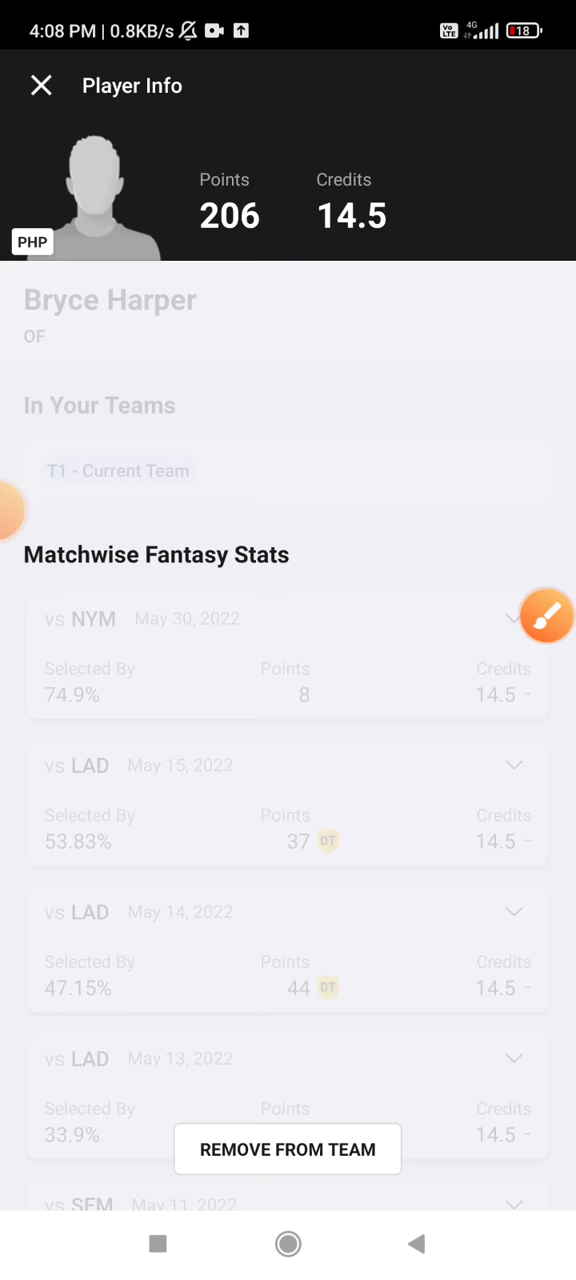 4:08 PM | 0.8KB/s Vo LTE 4G 18
Player Info
Points Credits
206 14.5
PHP
Bryce Harper
OF
In Your Teams
T1 - Current Team
Matchwise Fantasy Stats
vs NYM May 30, 2022
Selected By Points Credits
74.9% 8 14.5 -
vs LAD May 15, 2022
Selected By Points Credits
53.83% 37 DT 14.5 -
vs LAD May 14, 2022
Selected By Points Credits
47.15% 44 DT 14.5 -
vs LAD May 13, 2022
Selected By Points Credits
33.9% 14.5 -
REMOVE FROM TEAM
vs SFM May 11, 2022